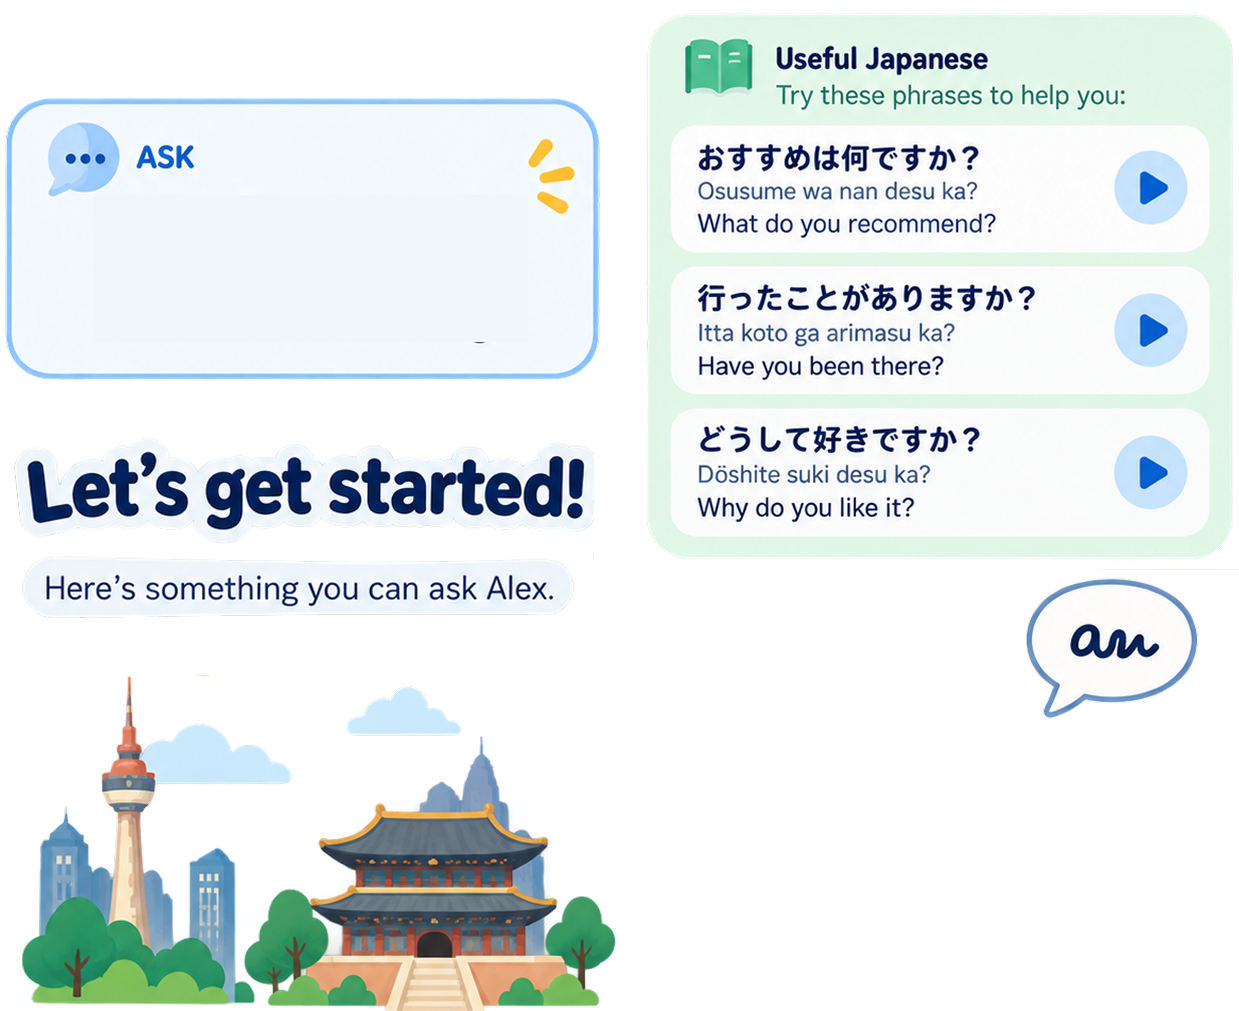 ASK
Let's get started!
Here's something you can ask Alex.
Useful Japanese
Try these phrases to help you:
おすすめは何ですか？
Osusume wa nan desu ka?
What do you recommend?
行ったことがありますか？
Itta koto ga arimasu ka?
Have you been there?
どうして好きですか？
Döshite suki desu ka?
Why do you like it?